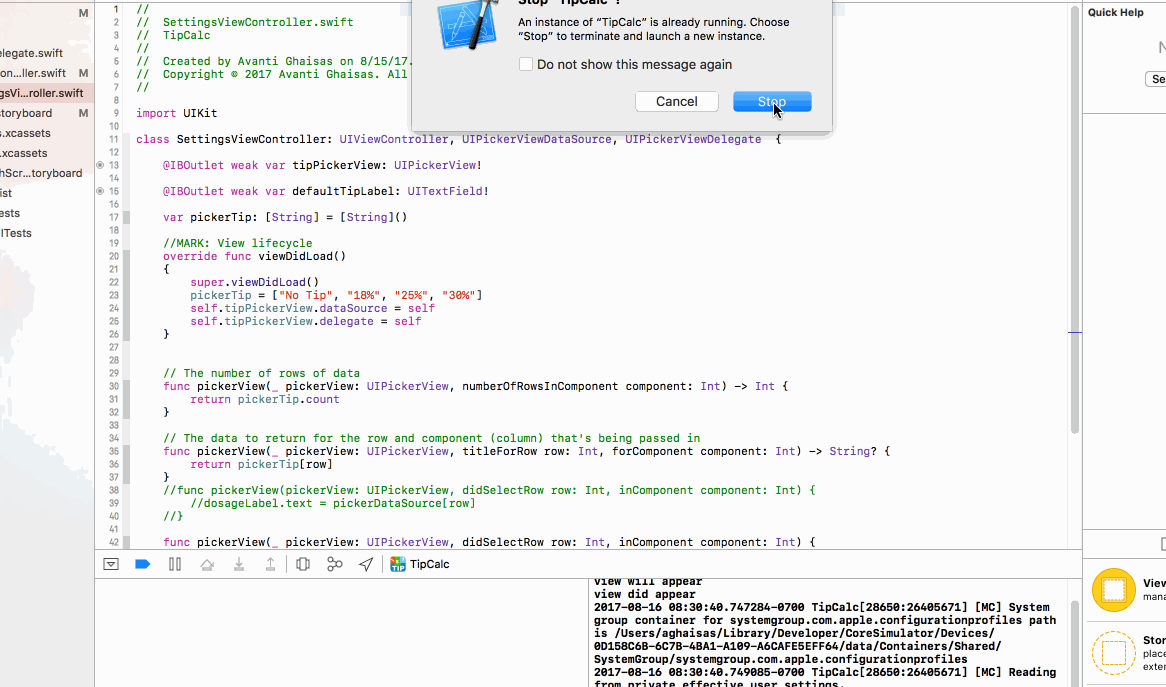 Stop "TipCalc"?
An instance of "TipCalc" is already running. Choose
"Stop" to terminate and launch a new instance.
Do not show this message again
Cancel
Stop
M
elegate.swift
on...ller.swift M
gsVi...roller.swift
toryboard M
s.xcassets
.xcassets
hScr...toryboard
ist
ests
ITests
1 //
2 // SettingsViewController.swift
3 // TipCalc
4 //
5 // Created by Avanti Ghaisas on 8/15/17.
6 // Copyright © 2017 Avanti Ghaisas. All
7 //
8
9 import UIKit
10
11 class SettingsViewController: UIViewController, UIPickerViewDataSource, UIPickerViewDelegate {
12
13 @IBOutlet weak var tipPickerView: UIPickerView!
14
15 @IBOutlet weak var defaultTipLabel: UITextField!
16
17 var pickerTip: [String] = [String]()
18
19 //MARK: View lifecycle
20 override func viewDidLoad()
21 {
22 super.viewDidLoad()
23 pickerTip = ["No Tip", "18%", "25%", "30%"]
24 self.tipPickerView.dataSource = self
25 self.tipPickerView.delegate = self
26 }
27
28
29 // The number of rows of data
30 func pickerView(_ pickerView: UIPickerView, numberOfRowsInComponent component: Int) -> Int {
31 return pickerTip.count
32 }
33
34 // The data to return for the row and component (column) that's being passed in
35 func pickerView(_ pickerView: UIPickerView, titleForRow row: Int, forComponent component: Int) -> String? {
36 return pickerTip[row]
37 }
38 //func pickerView(pickerView: UIPickerView, didSelectRow row: Int, inComponent component: Int) {
39 //dosageLabel.text = pickerDataSource[row]
40 //}
41
42 func pickerView(_ pickerView: UIPickerView, didSelectRow row: Int, inComponent component: Int) {
TIP TipCalc
view will appear
view did appear
2017-08-16 08:30:40.747284-0700 TipCalc[28650:26405671] [MC] System
group container for systemgroup.com.apple.configurationprofiles path
is /Users/aghaisas/Library/Developer/CoreSimulator/Devices/
0D158C6B-6C7B-4BA1-A109-A6CAFE5EFF64/data/Containers/Shared/
SystemGroup/systemgroup.com.apple.configurationprofiles
2017-08-16 08:30:40.749085-0700 TipCalc[28650:26405671] [MC] Reading
from private effective user settings.
Quick Help
N
Se
View
mana
Stor
place
exter